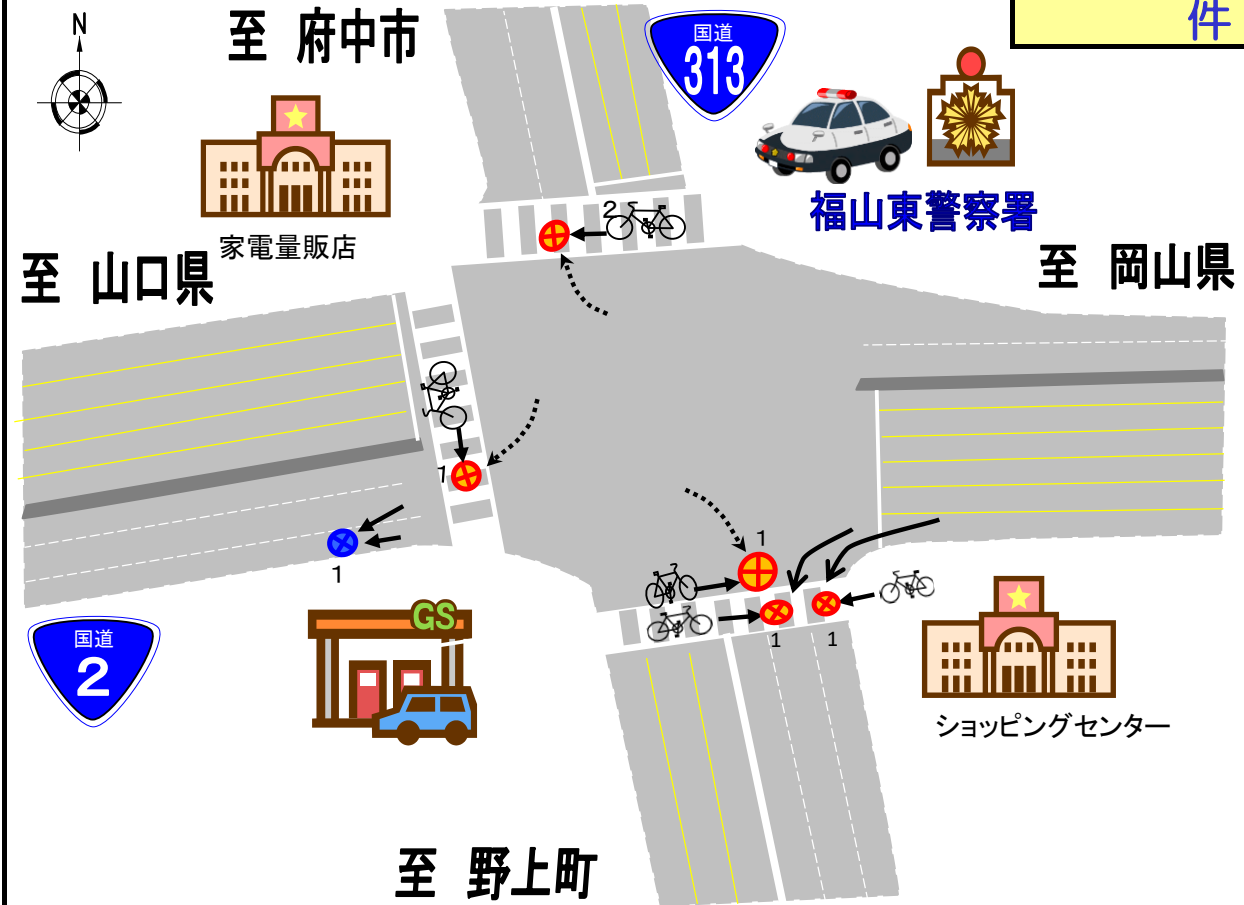 件
N
至 府中市
国道
313
福山東警察署
家電量販店
至 山口県
至 岡山県
2
1
1
1
1
1
GS
国道
2
ショッピングセンター
至 野上町